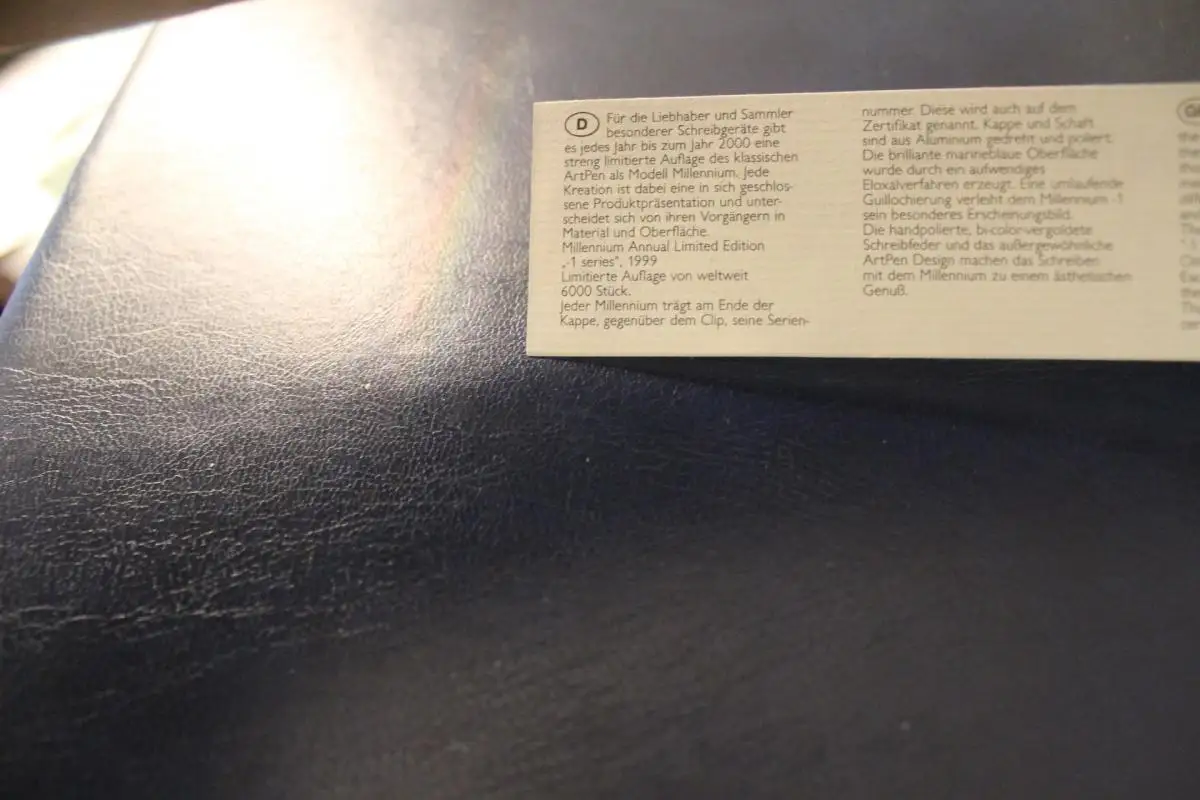 D
Für die Liebhaber und Sammler
besonderer Schreibgeräte gibt
es jedes Jahr bis zum Jahr 2000 eine
streng limitierte Auflage des klassischen
ArtPen als Modell Millennium. Jede
Kreation ist dabei eine in sich geschlos-
sene Produktpräsentation und unter-
scheidet sich von ihren Vorgängern in
Material und Oberfläche.
Millennium Annual Limited Edition
„-1 series", 1999
Limitierte Auflage von weltweit
6000 Stück.
Jeder Millennium trägt am Ende der
Kappe, gegenüber dem Clip, seine Serien-
nummer. Diese wird auch auf dem
Zertifikat genannt. Kappe und Schaft
sind aus Aluminium gedreht und poliert.
Die brillante marineblaue Oberfläche
wurde durch ein aufwendiges
Eloxalverfahren erzeugt. Eine umlaufende
Guillochierung verleiht dem Millennium -1
sein besonderes Erscheinungsbild.
Die handpolierte, bi-color-vergoldete
Schreibfeder und das außergewöhnliche
ArtPen Design machen das Schreiben
mit dem Millennium zu einem ästhetischen
Genuß.